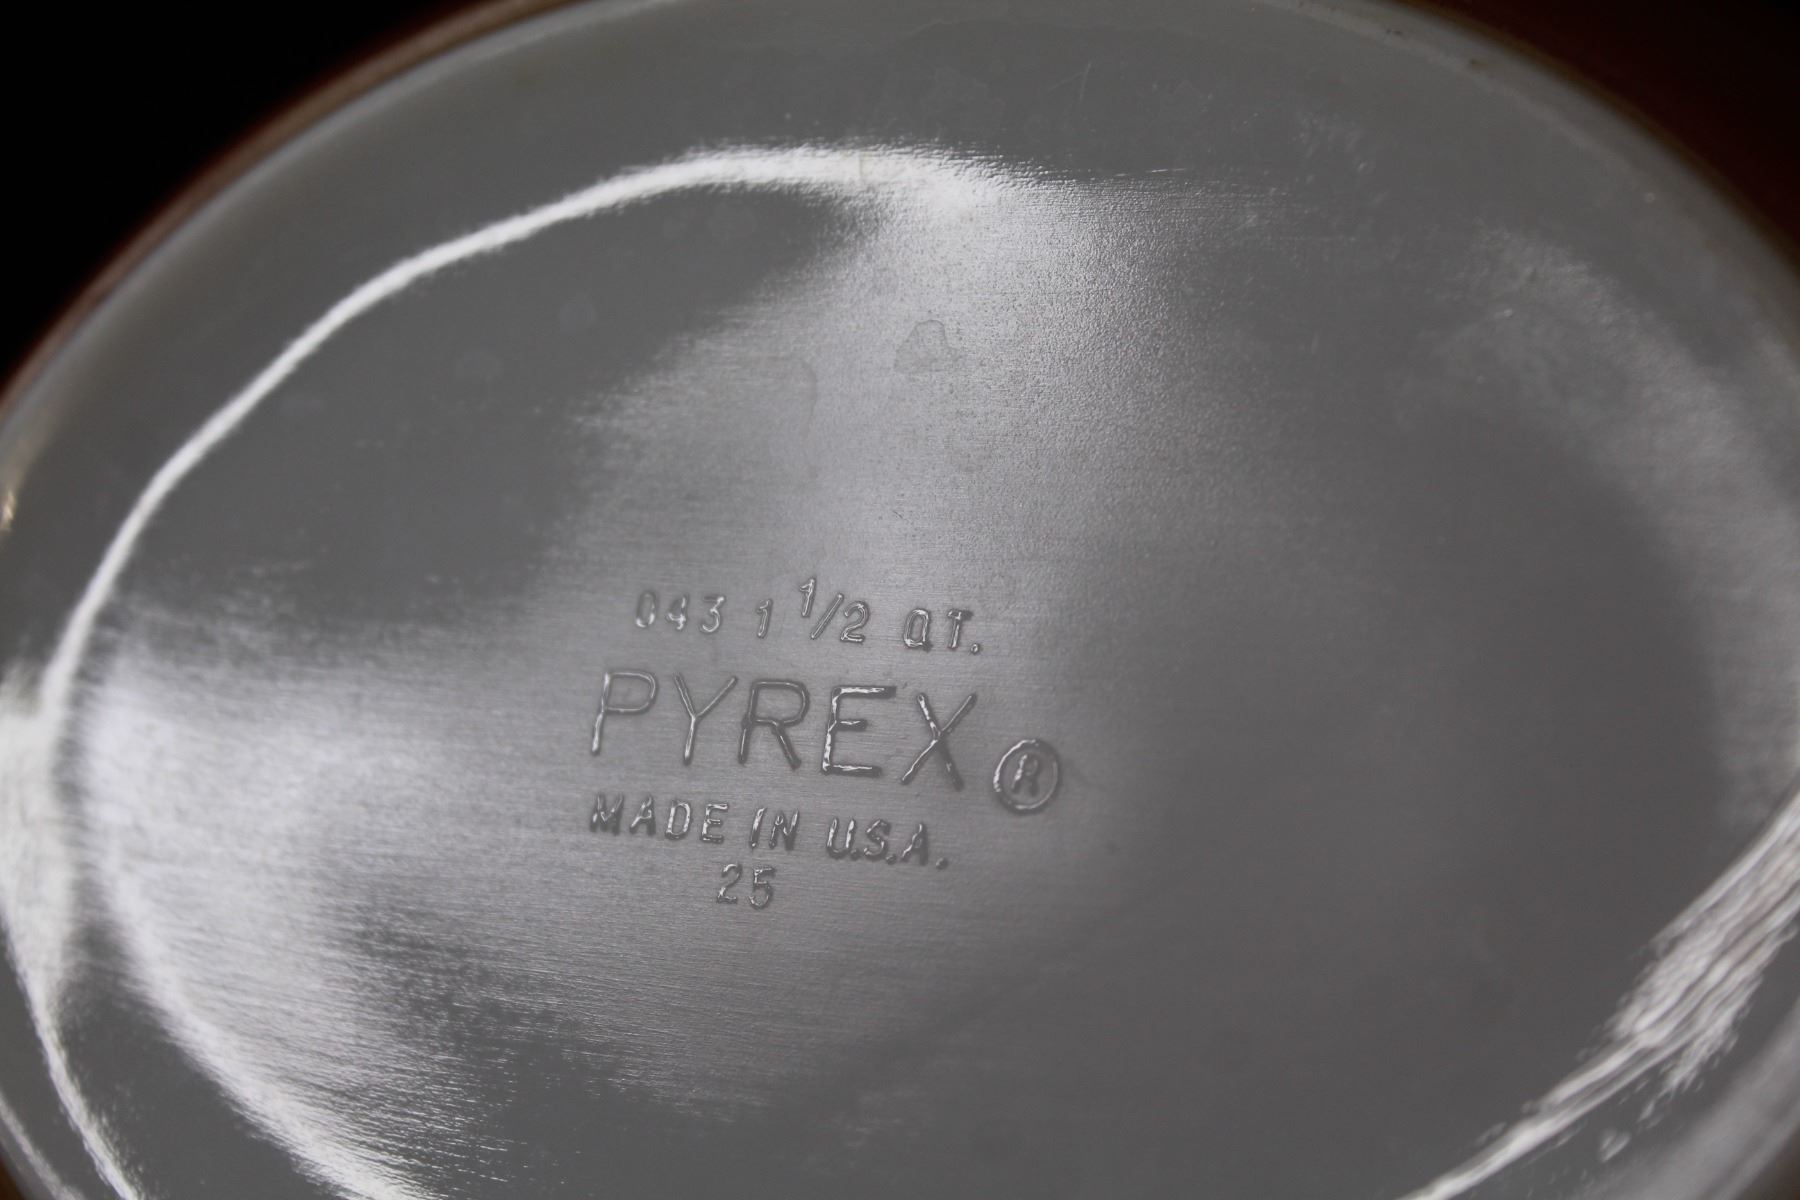 043 1 1/2 QT.
PYREX ®
MADE IN U.S.A.
25